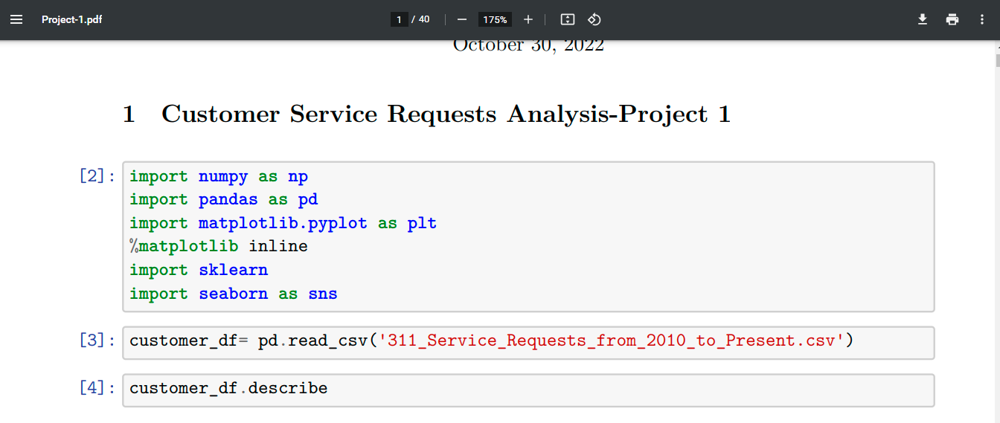 Project-1.pdf
1 / 40
175%
October 30, 2022
1 Customer Service Requests Analysis-Project 1
[2]:
import numpy as np
import pandas as pd
import matplotlib.pyplot as plt
%matplotlib inline
import sklearn
import seaborn as sns
[3]: customer_df= pd.read_csv('311_Service_Requests_from_2010_to_Present.csv')
[4]: customer_df.describe